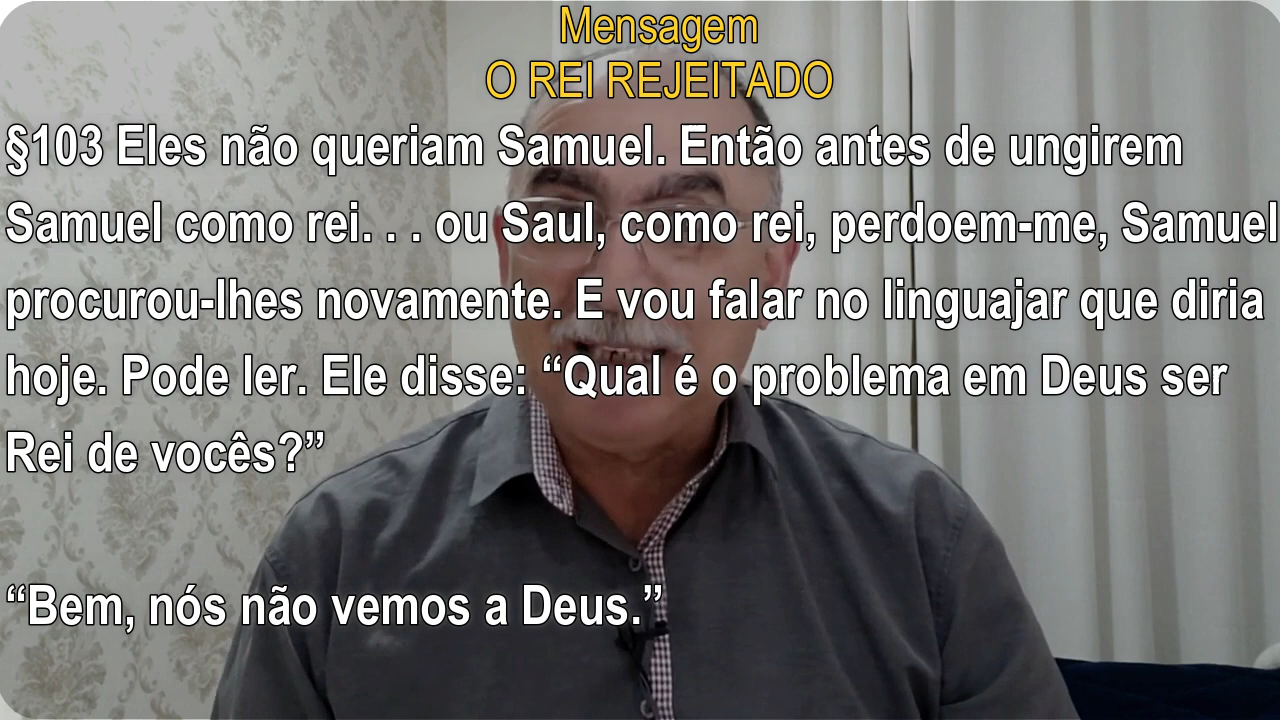 Mensagem
O REI REJEITADO
§103 Eles não queriam Samuel. Então antes de ungirem
Samuel como rei. . . ou Saul, como rei, perdoem-me, Samuel
procurou-lhes novamente. E vou falar no linguajar que diria
hoje. Pode ler. Ele disse: “Qual é o problema em Deus ser
Rei de vocês?”
“Bem, nós não vemos a Deus.”